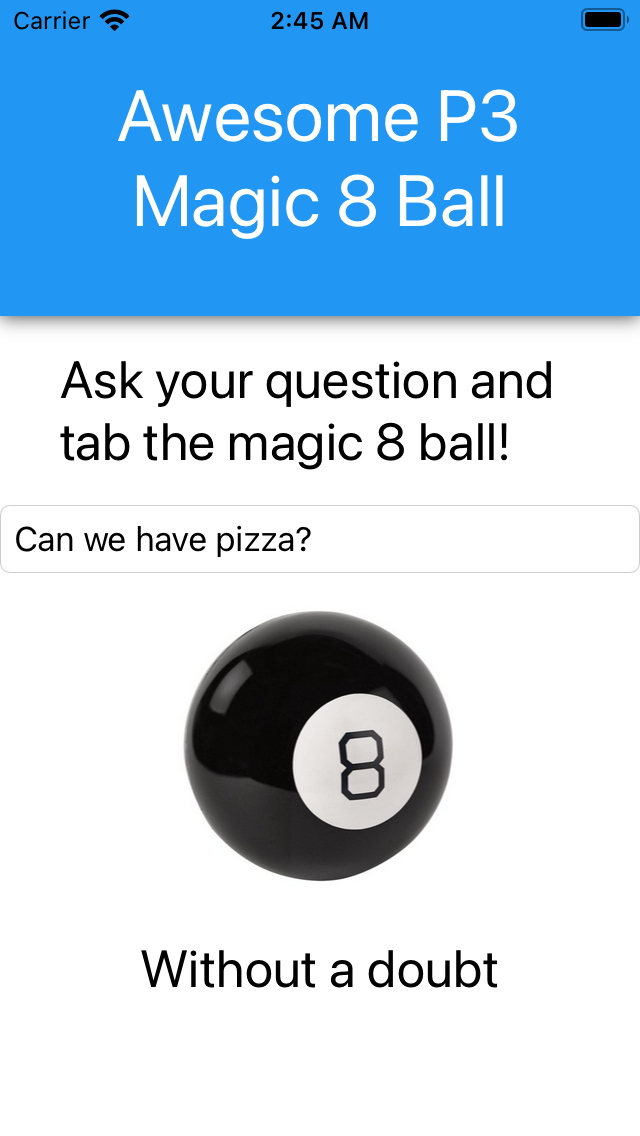 Carrier 2:45 AM
Awesome P3
Magic 8 Ball
Ask your question and
tab the magic 8 ball!
Can we have pizza?
8
Without a doubt